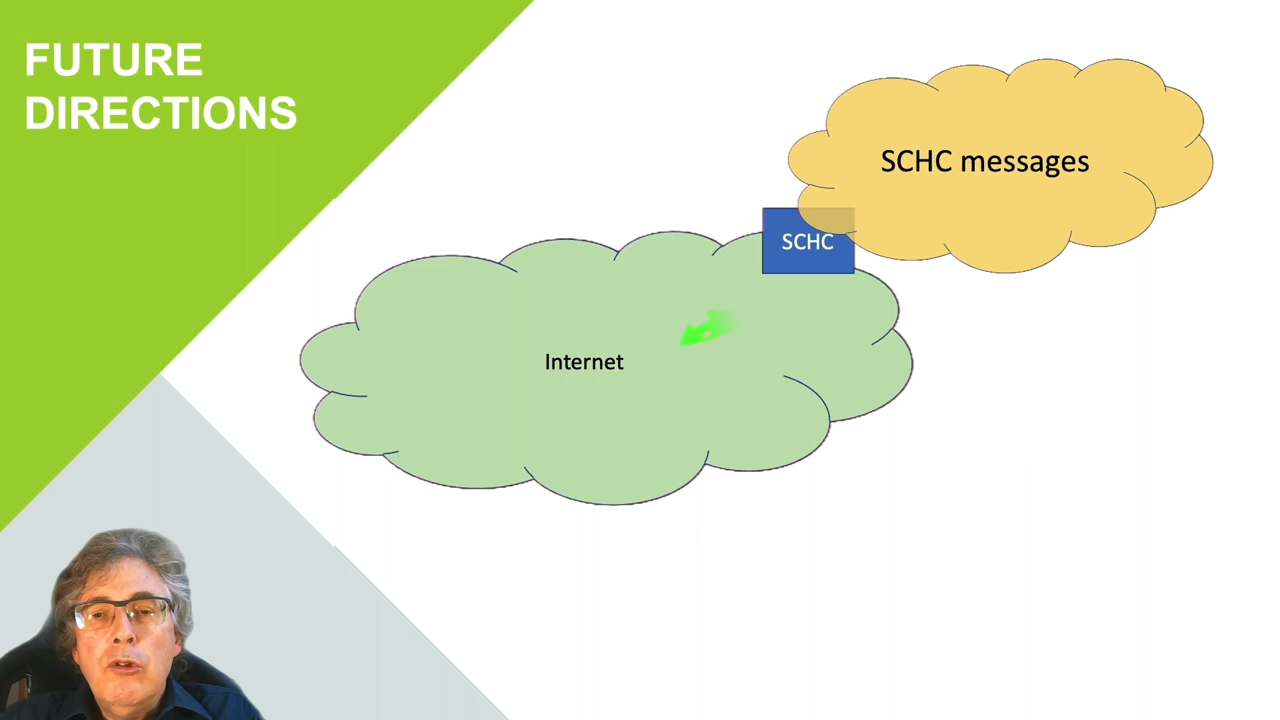 FUTURE
DIRECTIONS
SCHC messages
SCHC
Internet